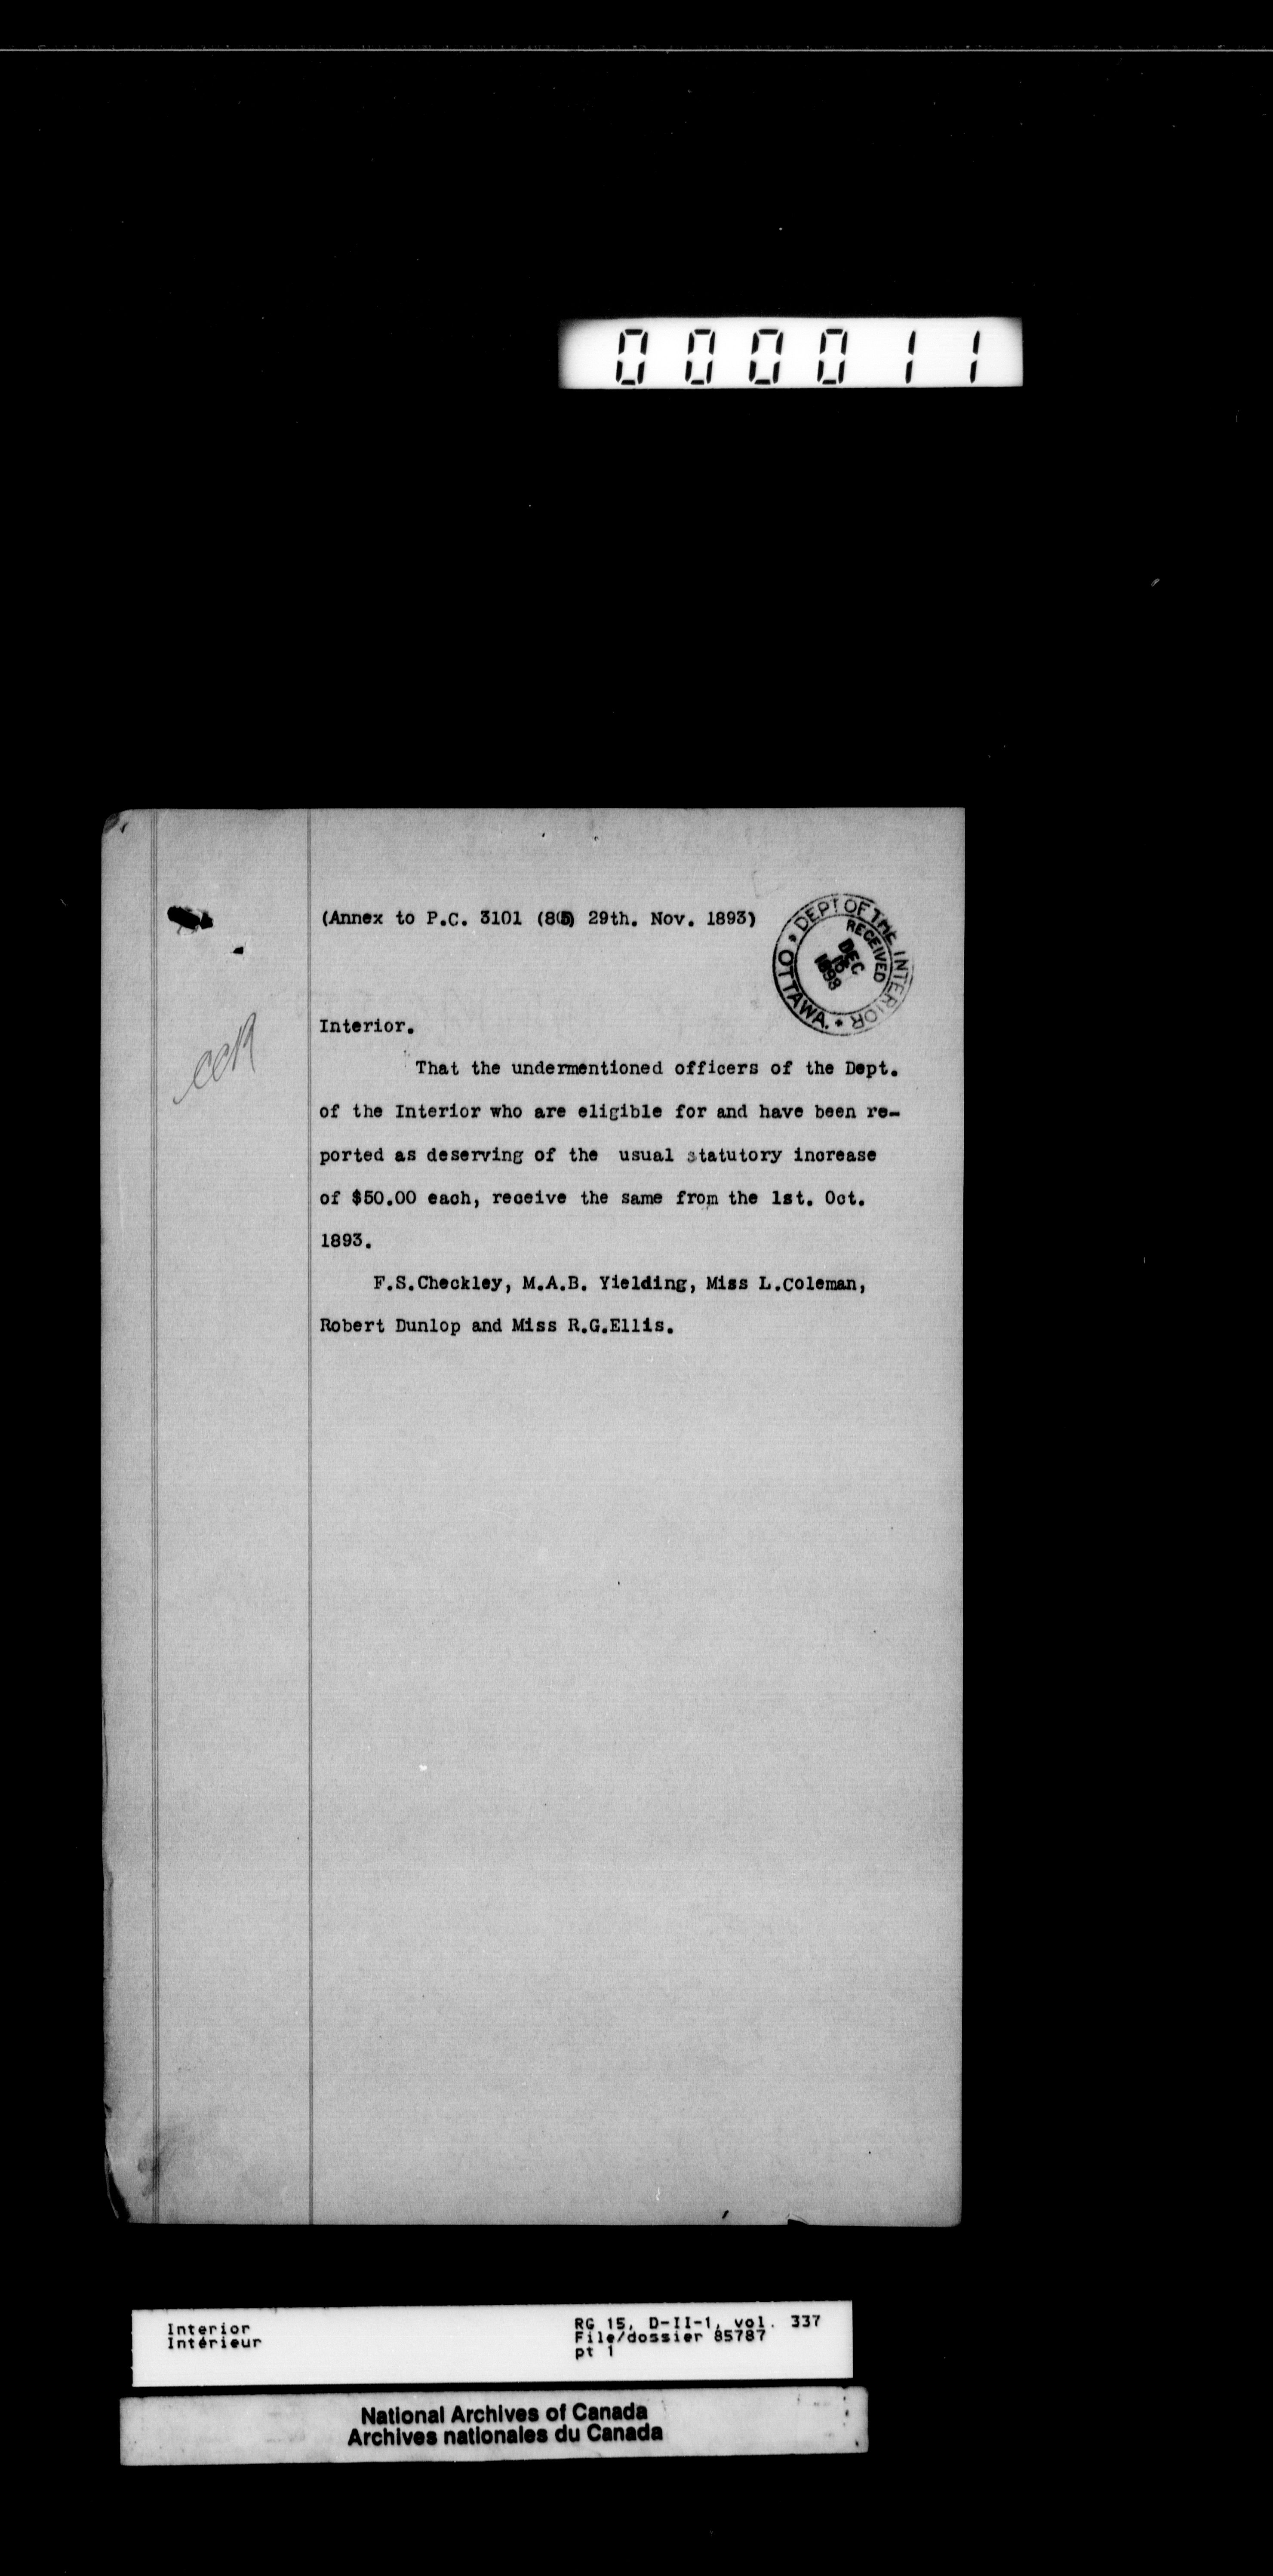 000011
(Annex to P.C. 3101 (85) 29th. Nov. 1893)
DEPT OF THE INTERIOR
OTTAWA.
RECEIVED
DEC
1898
Interior.
That the undermentioned officers of the Dept.
of the Interior who are eligible for and have been re-
ported as deserving of the usual statutory increase
of $50.00 each, receive the same from the 1st. Oct.
1893.
F.S.Checkley, M.A.B. Yielding, Miss L.Coleman,
Robert Dunlop and Miss R.G.Ellis.
Interior
Intérieur
RG 15, D-II-1, vol. 337
File/dossier 85787
pt 1
National Archives of Canada
Archives nationales du Canada